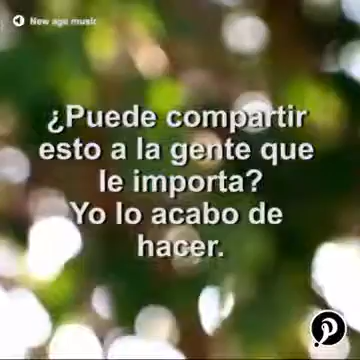 New age music
¿Puede compartir
esto a la gente que
le importa?
Yo lo acabo de
hacer.